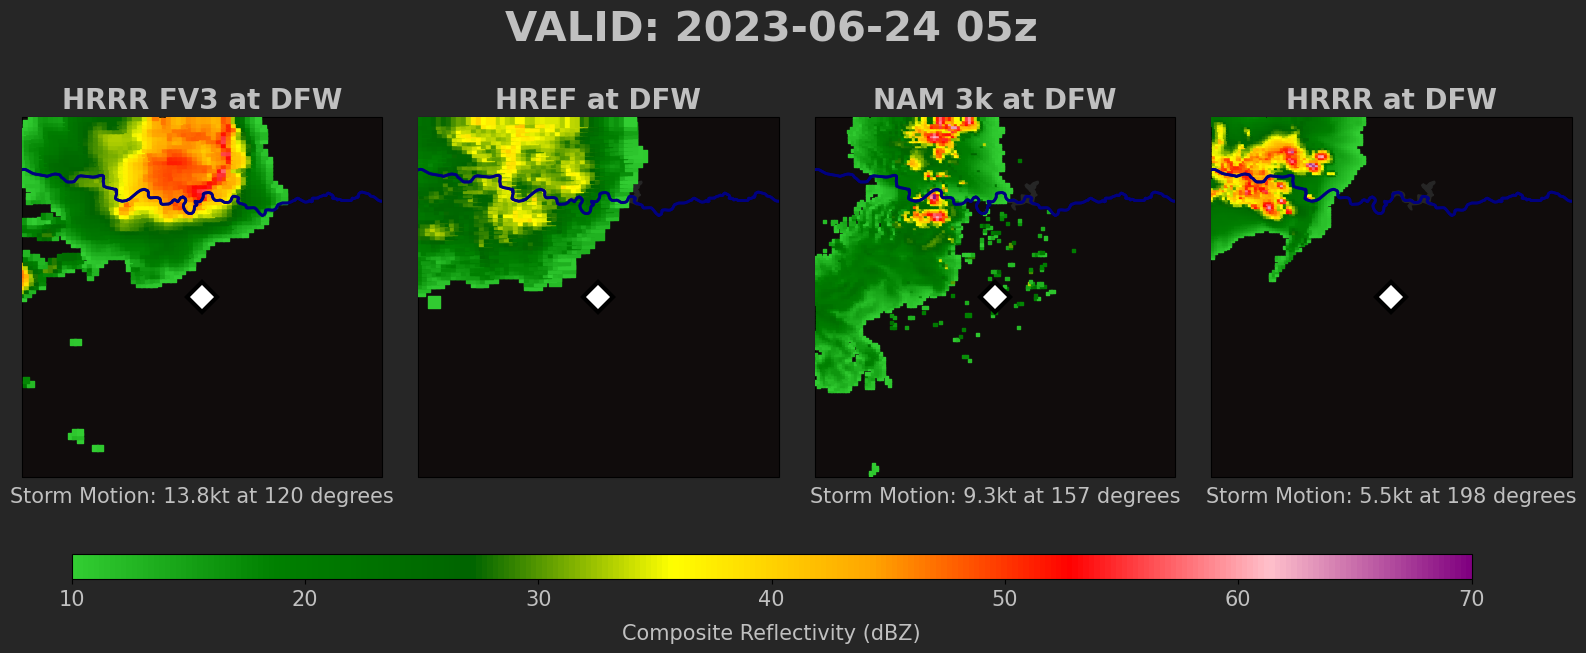 VALID: 2023-06-24 05z
HRRR FV3 at DFW
HREF at DFW
NAM 3k at DFW
HRRR at DFW
Storm Motion: 13.8kt at 120 degrees
Storm Motion: 9.3kt at 157 degrees
Storm Motion: 5.5kt at 198 degrees
10 20 30 40 50 60 70
Composite Reflectivity (dBZ)